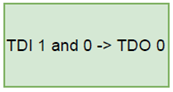 TDI 1 and 0 -> TDO 0